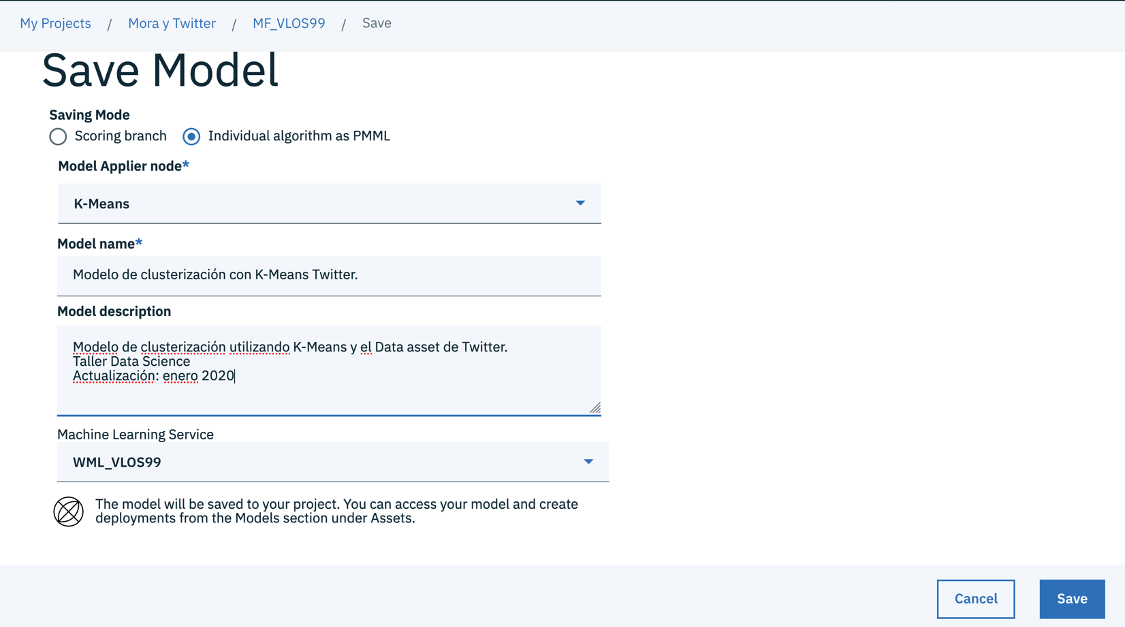 My Projects / Mora y Twitter / MF_VLOS99 / Save
Save Model
Saving Mode
Scoring branch Individual algorithm as PMML
Model Applier node*
K-Means
Model name*
Modelo de clusterización con K-Means Twitter.
Model description
Modelo de clusterización utilizando K-Means y el Data asset de Twitter.
Taller Data Science
Actualización: enero 2020
Machine Learning Service
WML_VLOS99
The model will be saved to your project. You can access your model and create
deployments from the Models section under Assets.
Cancel Save